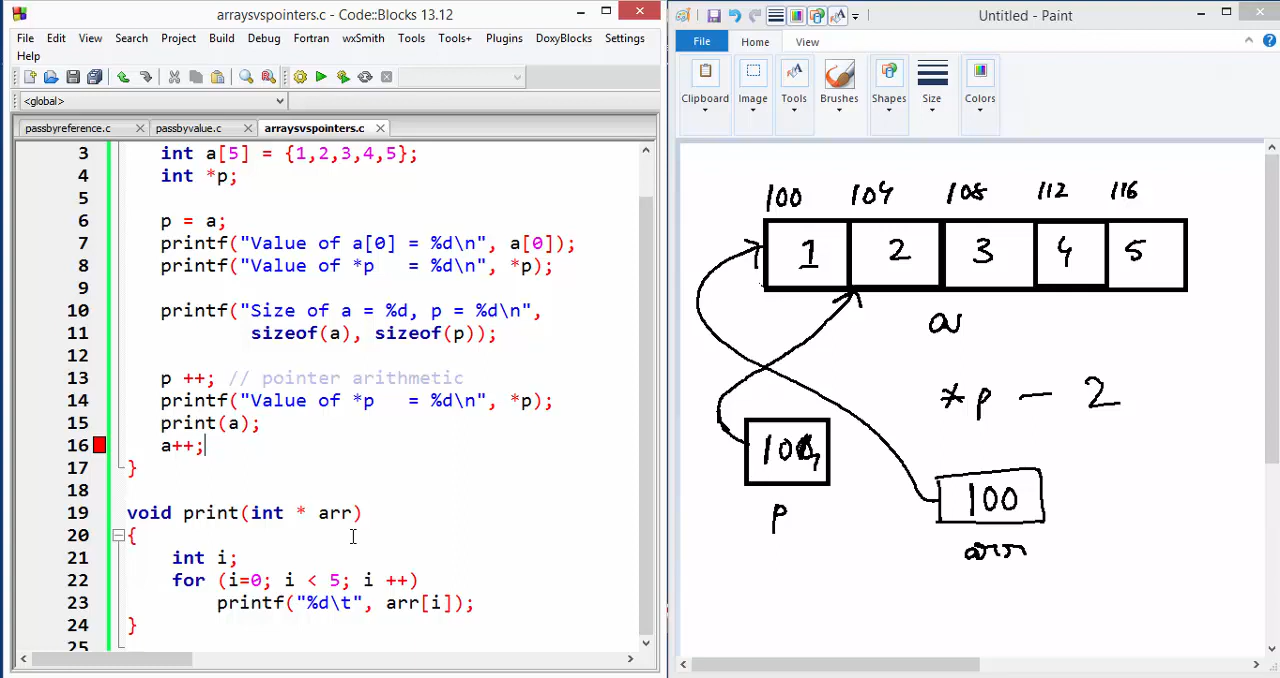 arraysvspointers.c - Code::Blocks 13.12
File Edit View Search Project Build Debug Fortran wxSmith Tools Tools+ Plugins DoxyBlocks Settings
Help
<global>
passbyreference.c passbyvalue.c arraysvspointers.c
3 int a[5] = {1,2,3,4,5};
4 int *p;
5
6 p = a;
7 printf("Value of a[0] = %d\n", a[0]);
8 printf("Value of *p   = %d\n", *p);
9
10 printf("Size of a = %d, p = %d\n",
11 sizeof(a), sizeof(p));
12
13 p ++; // pointer arithmetic
14 printf("Value of *p   = %d\n", *p);
15 print(a);
16 a++;
17 }
18
19 void print(int * arr)
20 {
21 int i;
22 for (i=0; i < 5; i ++)
23 printf("%d\t", arr[i]);
24 }
25
Untitled - Paint
File Home View
Clipboard Image Tools Brushes Shapes Size Colors
100 104 108 112 116
1 2 3 4 5
a
*p - 2
p
100
arr